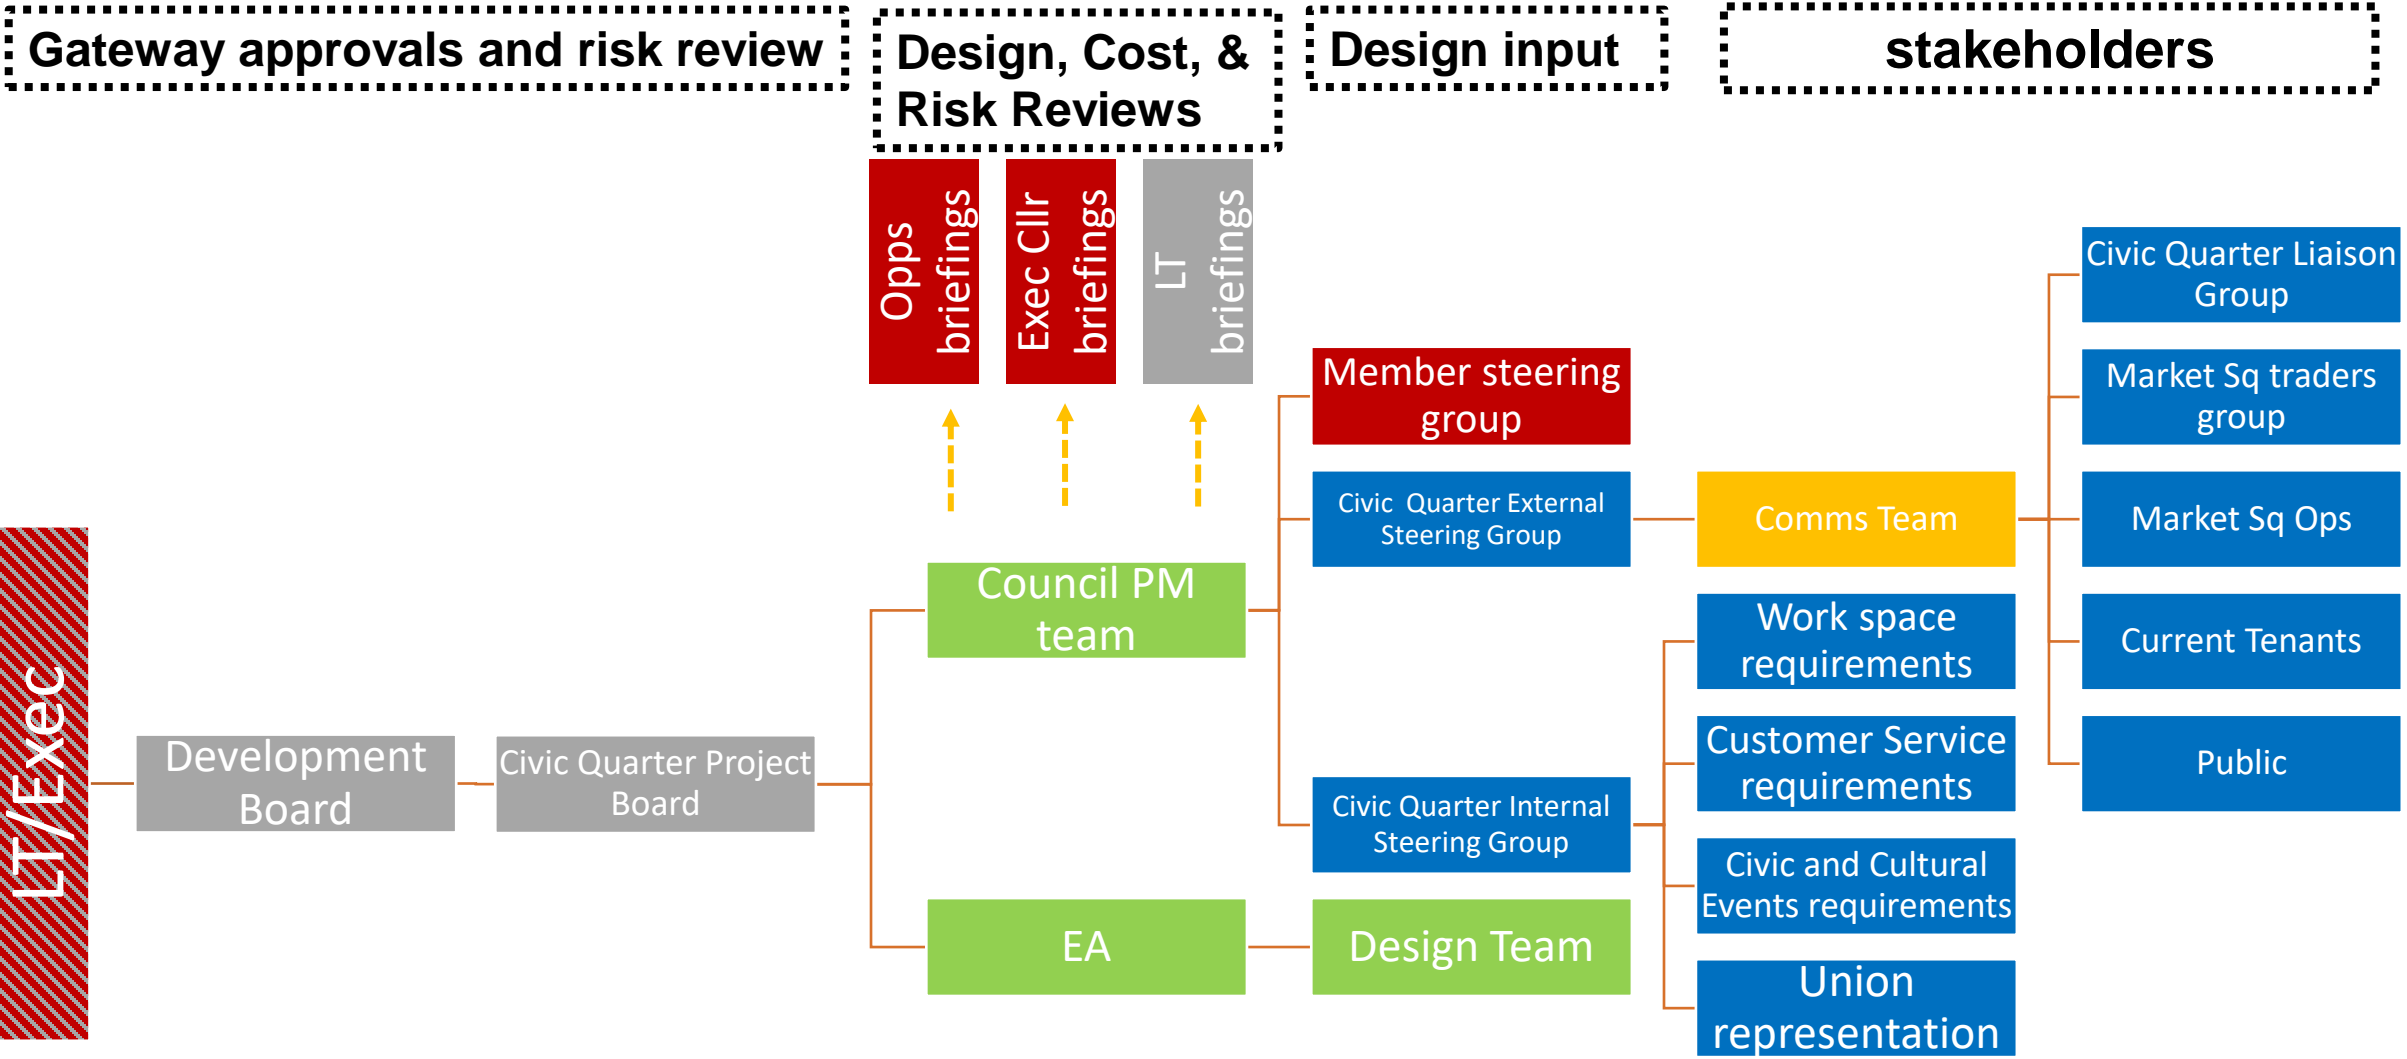 Gateway approvals and risk review
Design, Cost, &
Risk Reviews
Design input
stakeholders
Opps
briefings
Exec Cllr
briefings
LT
briefings
LT/Exec
Development
Board
Civic Quarter Project
Board
Council PM
team
EA
Member steering
group
Civic Quarter External
Steering Group
Civic Quarter Internal
Steering Group
Design Team
Comms Team
Work space
requirements
Customer Service
requirements
Civic and Cultural
Events requirements
Union
representation
Civic Quarter Liaison
Group
Market Sq traders
group
Market Sq Ops
Current Tenants
Public